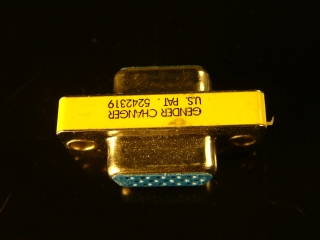 GENDER CHANGER
U.S. PAT. 5242319